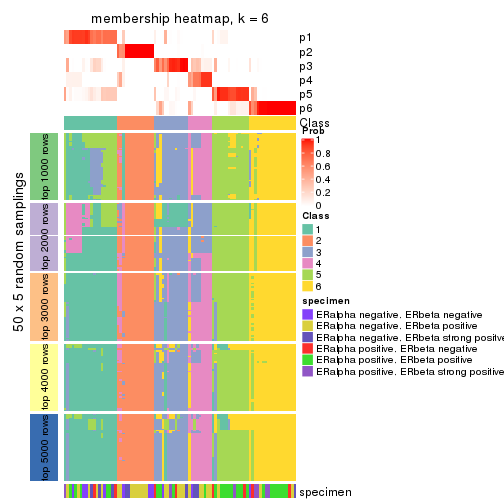 membership heatmap, k = 6
p1
p2
p3
p4
p5
p6
Class
Prob
1
0.8
0.6
0.4
0.2
0
Class
1
2
3
4
5
6
specimen
ERalpha negative. ERbeta negative
ERalpha negative. ERbeta positive
ERalpha negative. ERbeta strong positive
ERalpha positive. ERbeta negative
ERalpha positive. ERbeta positive
ERalpha positive. ERbeta strong positive
50 x 5 random samplings
top 1000 rows
top 2000 rows
top 3000 rows
top 4000 rows
top 5000 rows
specimen